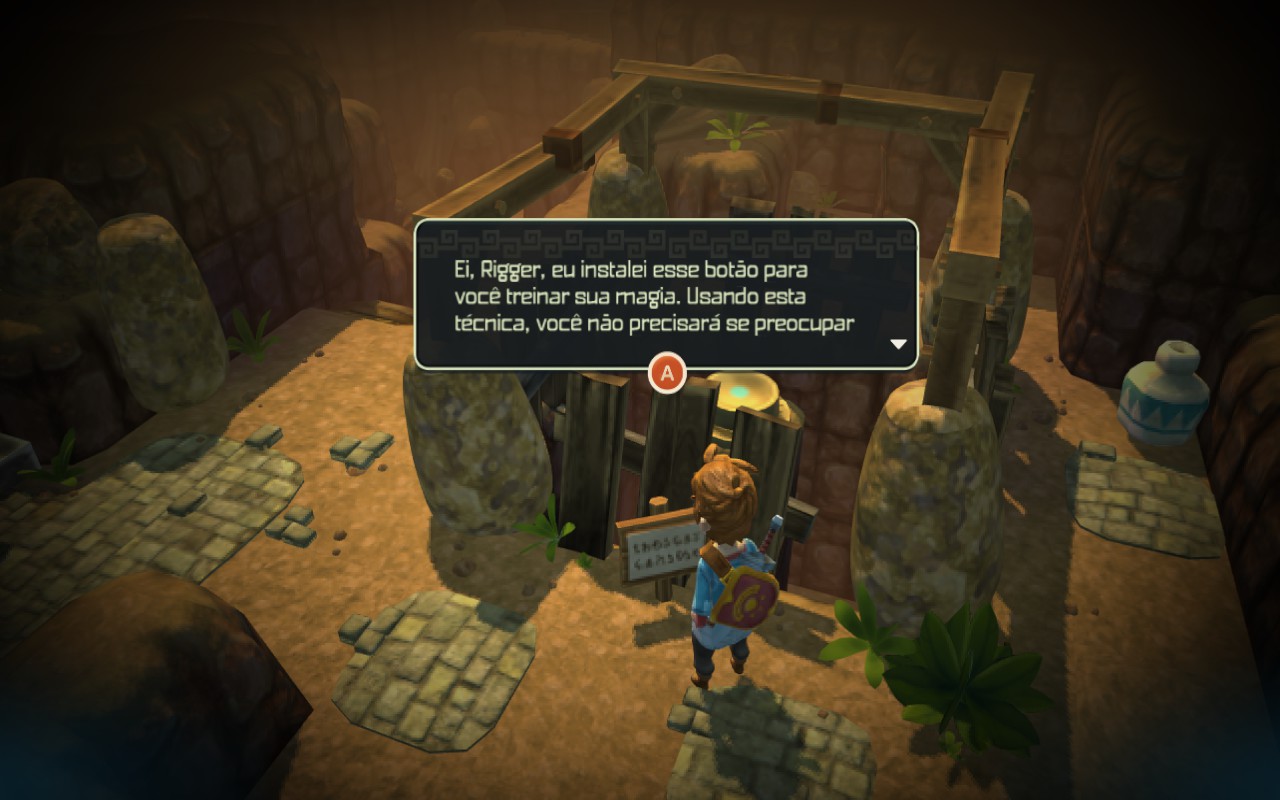 Ei, Rigger, eu instalei esse botão para
você treinar sua magia. Usando esta
técnica, você não precisará se preocupar
A